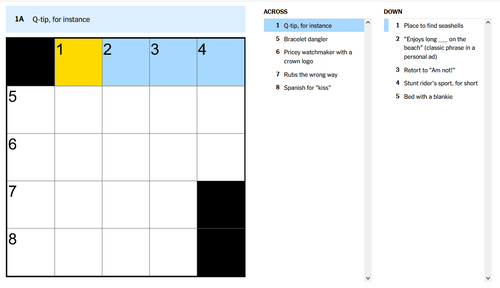 1A Q-tip, for instance
1 2 3 4
5
6
7
8
ACROSS
1 Q-tip, for instance
5 Bracelet dangler
6 Pricey watchmaker with a
crown logo
7 Rubs the wrong way
8 Spanish for "kiss"
DOWN
1 Place to find seashells
2 "Enjoys long ___ on the
beach" (classic phrase in a
personal ad)
3 Retort to "Am not!"
4 Stunt rider's sport, for short
5 Bed with a blankie